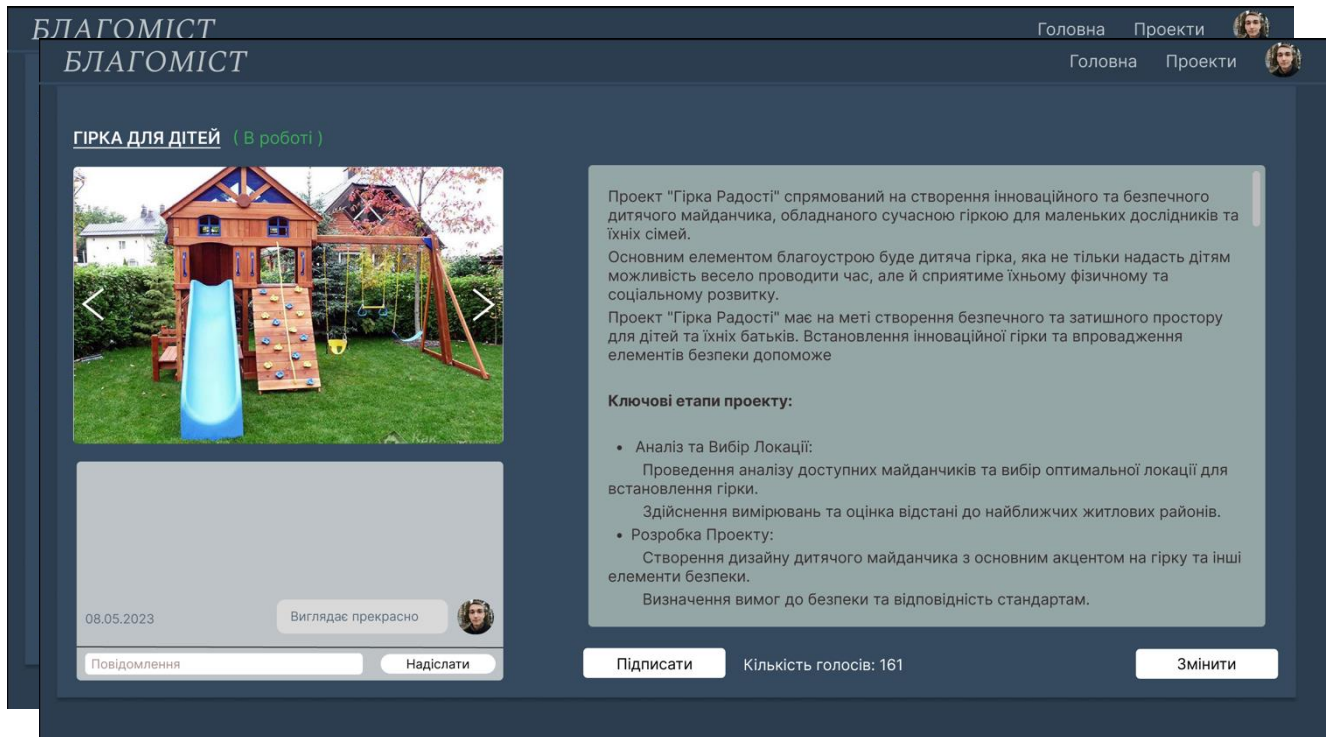 БЛАГОМІСТ
Головна Проекти
БЛАГОМІСТ
Головна Проекти
ГІРКА ДЛЯ ДІТЕЙ ( В роботі )
Проект "Гірка Радості" спрямований на створення інноваційного та безпечного
дитячого майданчика, обладнаного сучасною гіркою для маленьких дослідників та
їхніх сімей.
Основним елементом благоустрою буде дитяча гірка, яка не тільки надасть дітям
можливість весело проводити час, але й сприятиме їхньому фізичному та
соціальному розвитку.
Проект "Гірка Радості" має на меті створення безпечного та затишного простору
для дітей та їхніх батьків. Встановлення інноваційної гірки та впровадження
елементів безпеки допоможе
Ключові етапи проекту:
• Аналіз та Вибір Локації:
Проведення аналізу доступних майданчиків та вибір оптимальної локації для
встановлення гірки.
Здійснення вимірювань та оцінка відстані до найближчих житлових районів.
• Розробка Проекту:
Створення дизайну дитячого майданчика з основним акцентом на гірку та інші
елементи безпеки.
Визначення вимог до безпеки та відповідність стандартам.
Как
08.05.2023
Виглядає прекрасно
Повідомлення
Надіслати
Підписати
Кількість голосів: 161
Змінити